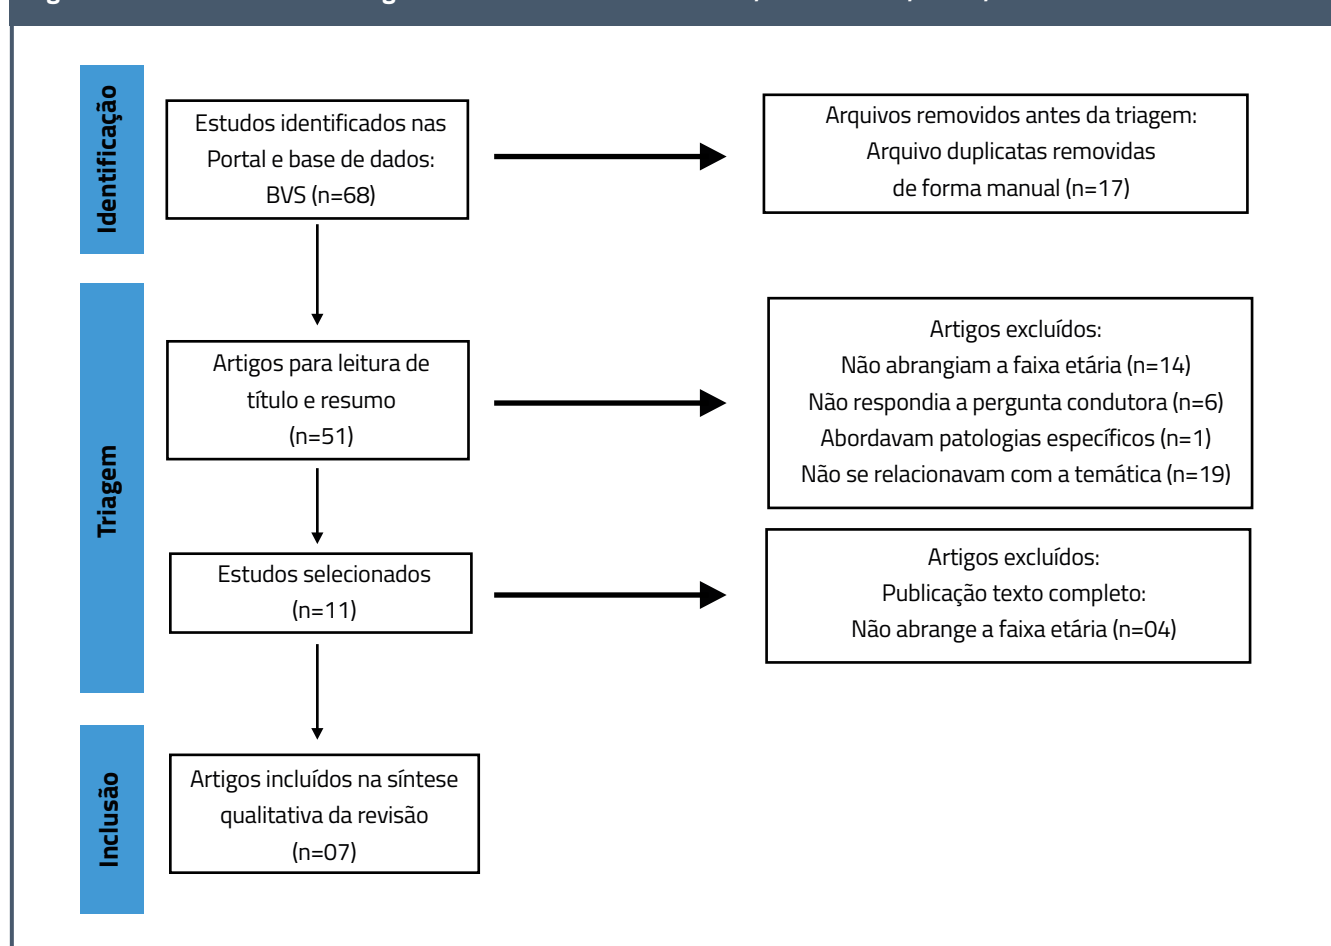 Identificação
Estudos identificados nas
Portal e base de dados:
BVS (n=68)
Arquivos removidos antes da triagem:
Arquivo duplicatas removidas
de forma manual (n=17)
Triagem
Artigos para leitura de
título e resumo
(n=51)
Artigos excluídos:
Não abrangiam a faixa etária (n=14)
Não respondia a pergunta condutora (n=6)
Abordavam patologias específicos (n=1)
Não se relacionavam com a temática (n=19)
Estudos selecionados
(n=11)
Artigos excluídos:
Publicação texto completo:
Não abrange a faixa etária (n=04)
Inclusão
Artigos incluídos na síntese
qualitativa da revisão
(n=07)